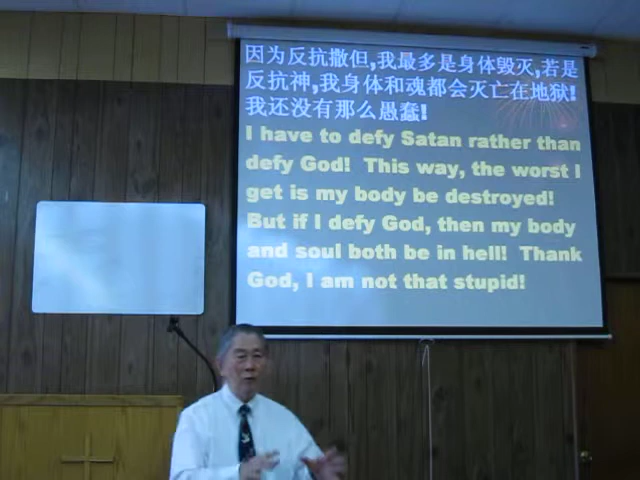 因为反抗撒但,我最多是身体毁灭,若是
反抗神,我身体和魂都会灭亡在地狱!
我还没有那么愚蠢!
I have to defy Satan rather than
defy God!  This way, the worst I
get is my body be destroyed!
But if I defy God, then my body
and soul both be in hell!  Thank
God, I am not that stupid!